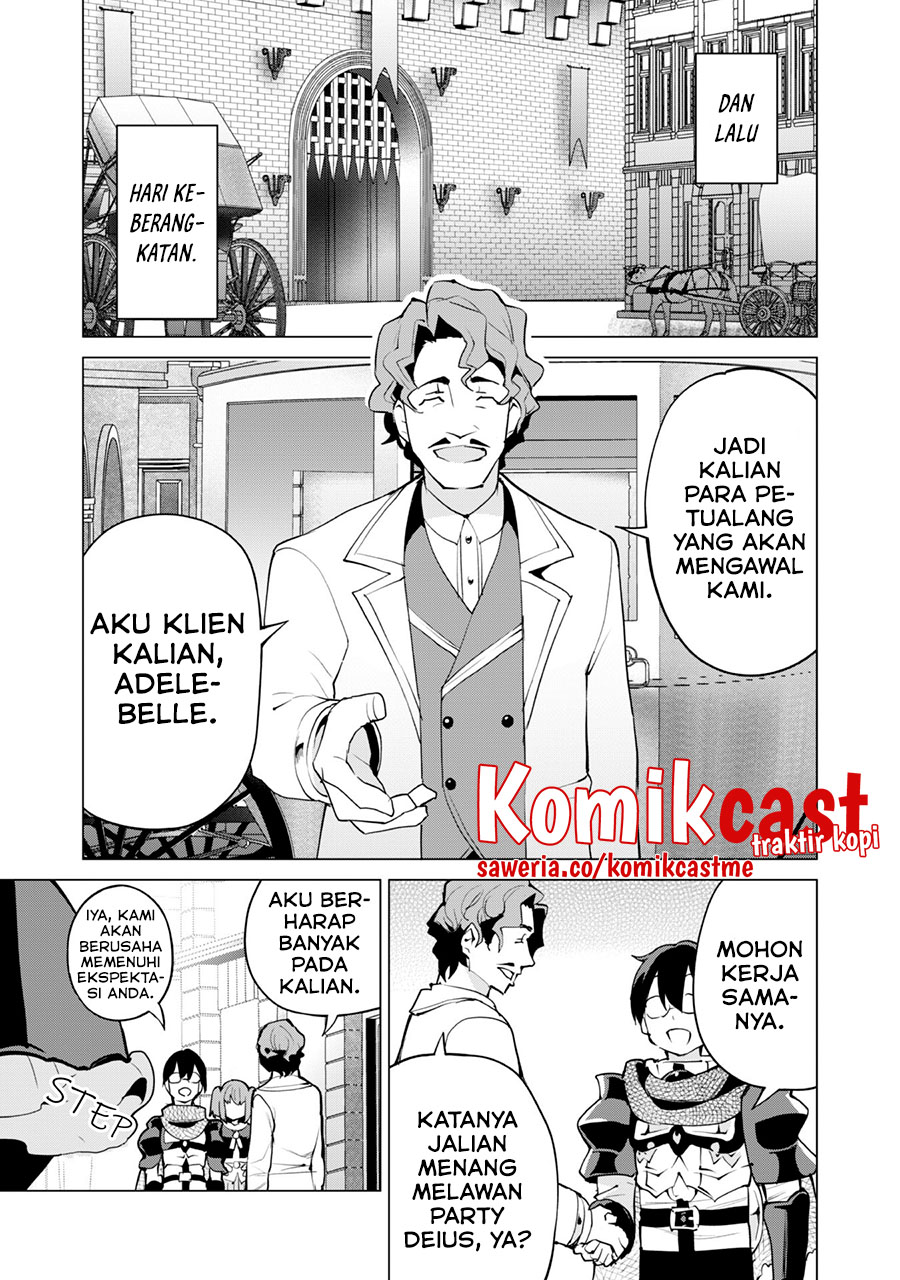 DAN
LALU
HARI KE-
BERANG-
KATAN.
JADI
KALIAN
PARA PE-
TUALANG
YANG AKAN
MENGAWAL
KAMI.
AKU KLIEN
KALIAN,
ADELE-
BELLE.
Komikcast
traktir kopi
saweria.co/komikcastme
MOHON
KERJA
SAMA-
NYA.
KATANYA
JALIAN
MENANG
MELAWAN
PARTY
DEIUS, YA?
AKU BER-
HARAP
BANYAK
PADA
KALIAN.
IYA, KAMI
AKAN
BERUSAHA
MEMENUHI
EKSPEKTA-
SI ANDA.
STEP